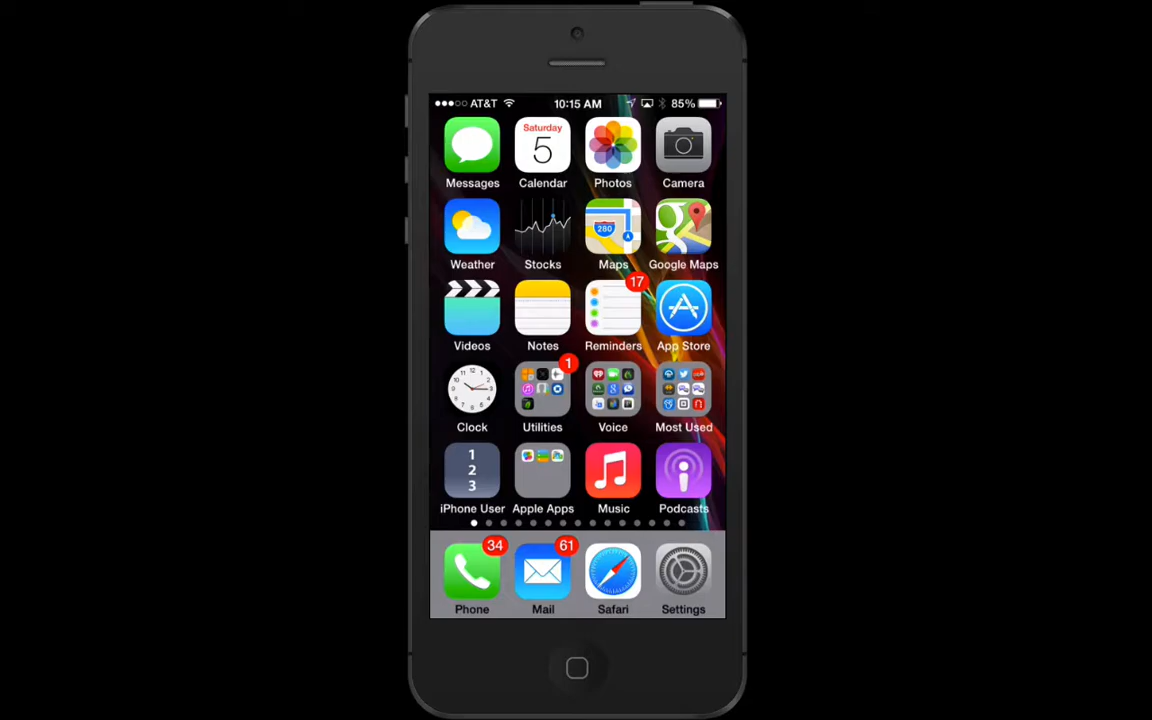 AT&T 10:15 AM 85%
Saturday
5
Messages Calendar Photos Camera
280
Weather Stocks Maps Google Maps
17
Videos Notes Reminders App Store
12
1
Clock Utilities Voice Most Used
1
2
3
iPhone User Apple Apps Music Podcasts
34 61
Phone Mail Safari Settings